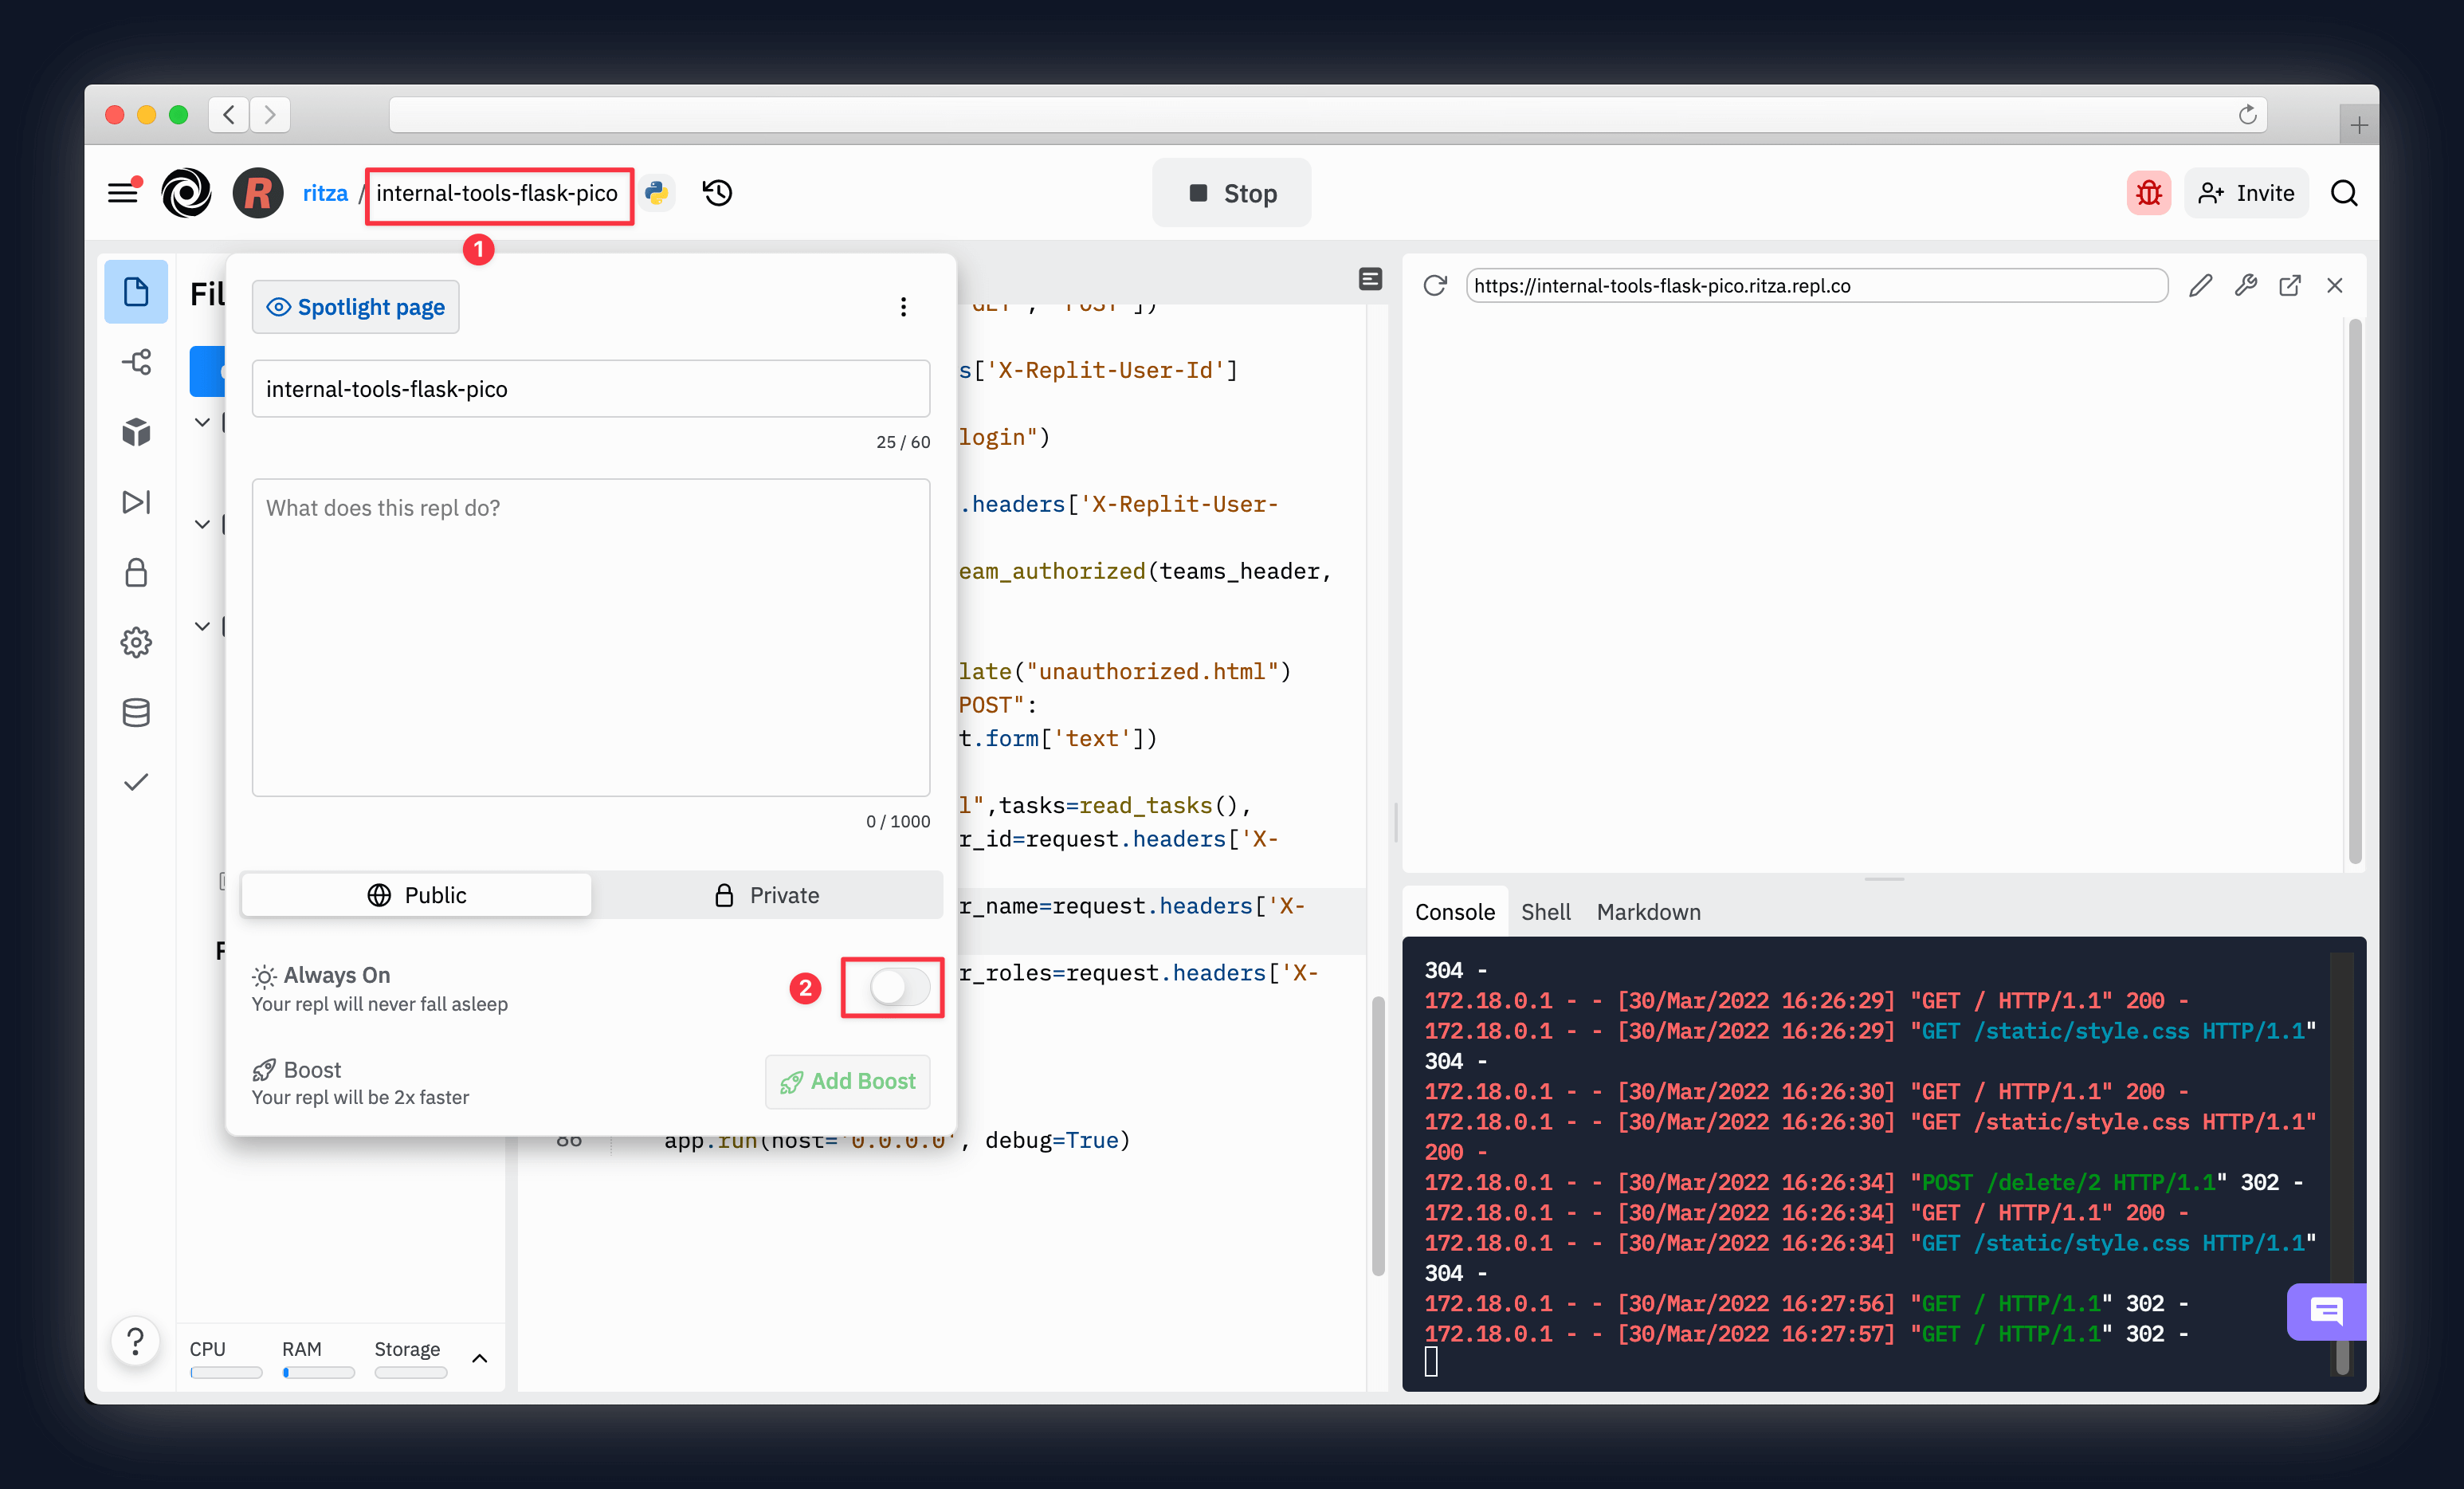 R
ritza / internal-tools-flask-pico
Stop
Invite
1
Fil
Spotlight page
internal-tools-flask-pico
25 / 60
What does this repl do?
0 / 1000
Public
Private
Always On
Your repl will never fall asleep
2
Boost
Your repl will be 2x faster
Add Boost
"GET", "POST"])
s['X-Replit-User-Id']
login")
.headers['X-Replit-User-
eam_authorized(teams_header,
late("unauthorized.html")
POST":
t.form['text'])
l",tasks=read_tasks(),
r_id=request.headers['X-
r_name=request.headers['X-
r_roles=request.headers['X-
86 app.run(host='0.0.0.0', debug=True)
CPU
RAM
Storage
?
https://internal-tools-flask-pico.ritza.repl.co
Console
Shell
Markdown
304 -
172.18.0.1 - - [30/Mar/2022 16:26:29] "GET / HTTP/1.1" 200 -
172.18.0.1 - - [30/Mar/2022 16:26:29] "GET /static/style.css HTTP/1.1"
304 -
172.18.0.1 - - [30/Mar/2022 16:26:30] "GET / HTTP/1.1" 200 -
172.18.0.1 - - [30/Mar/2022 16:26:30] "GET /static/style.css HTTP/1.1"
200 -
172.18.0.1 - - [30/Mar/2022 16:26:34] "POST /delete/2 HTTP/1.1" 302 -
172.18.0.1 - - [30/Mar/2022 16:26:34] "GET / HTTP/1.1" 200 -
172.18.0.1 - - [30/Mar/2022 16:26:34] "GET /static/style.css HTTP/1.1"
304 -
172.18.0.1 - - [30/Mar/2022 16:27:56] "GET / HTTP/1.1" 302 -
172.18.0.1 - - [30/Mar/2022 16:27:57] "GET / HTTP/1.1" 302 -